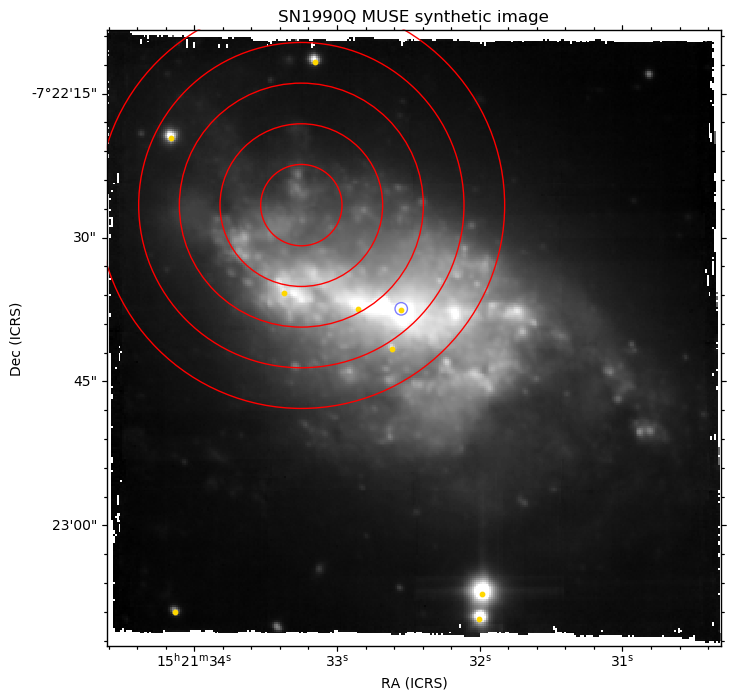 SN1990Q MUSE synthetic image
-7°22'15"
30"
45"
23'00"
Dec (ICRS)
15ʰ21ᵐ34ˢ 33ˢ 32ˢ 31ˢ
RA (ICRS)